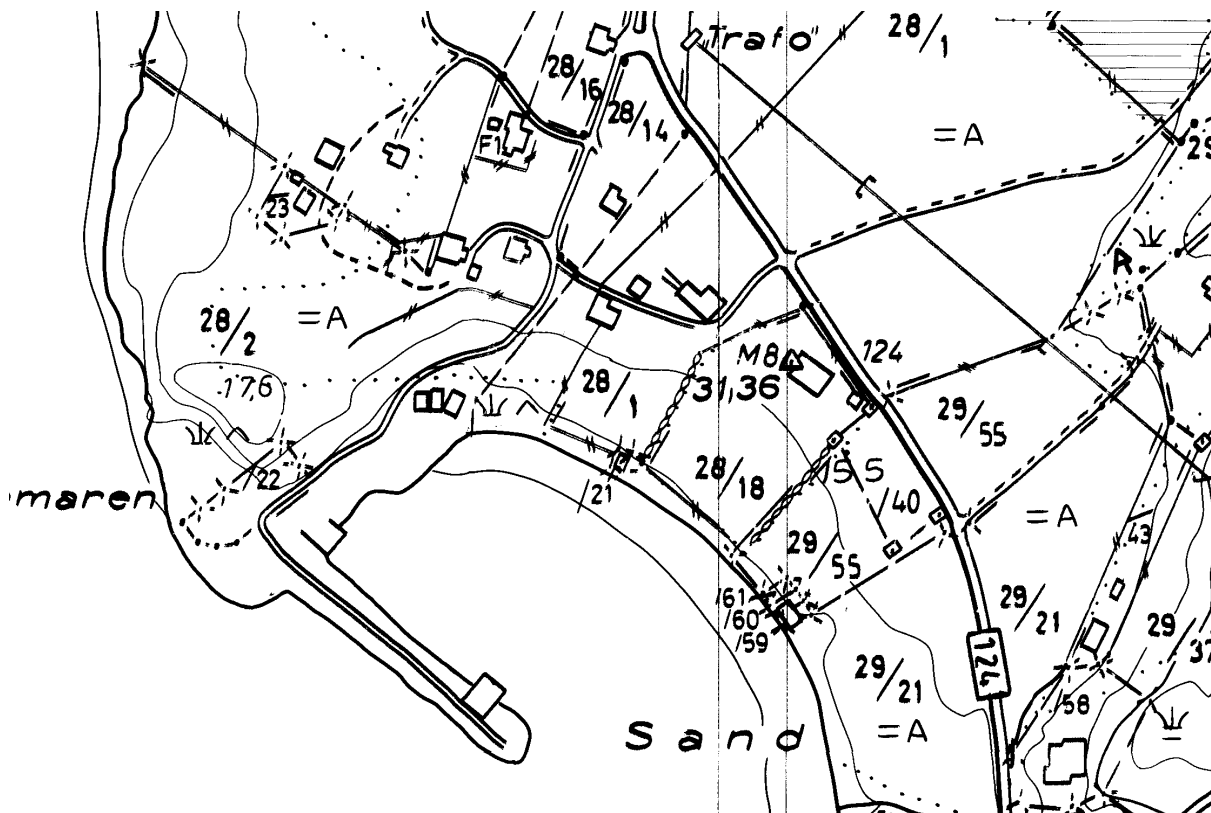 "Trafo"
28/1
28/16
28/14
=A
F1
29
23
R.
28/2
=A
17,6
M8
31,36
124
28/1
29/55
22
maren
21
28/18
55
/40
=A
43
29/55
/61
/60
/59
29/21
29
37
124
29/21
58
Sand
=A